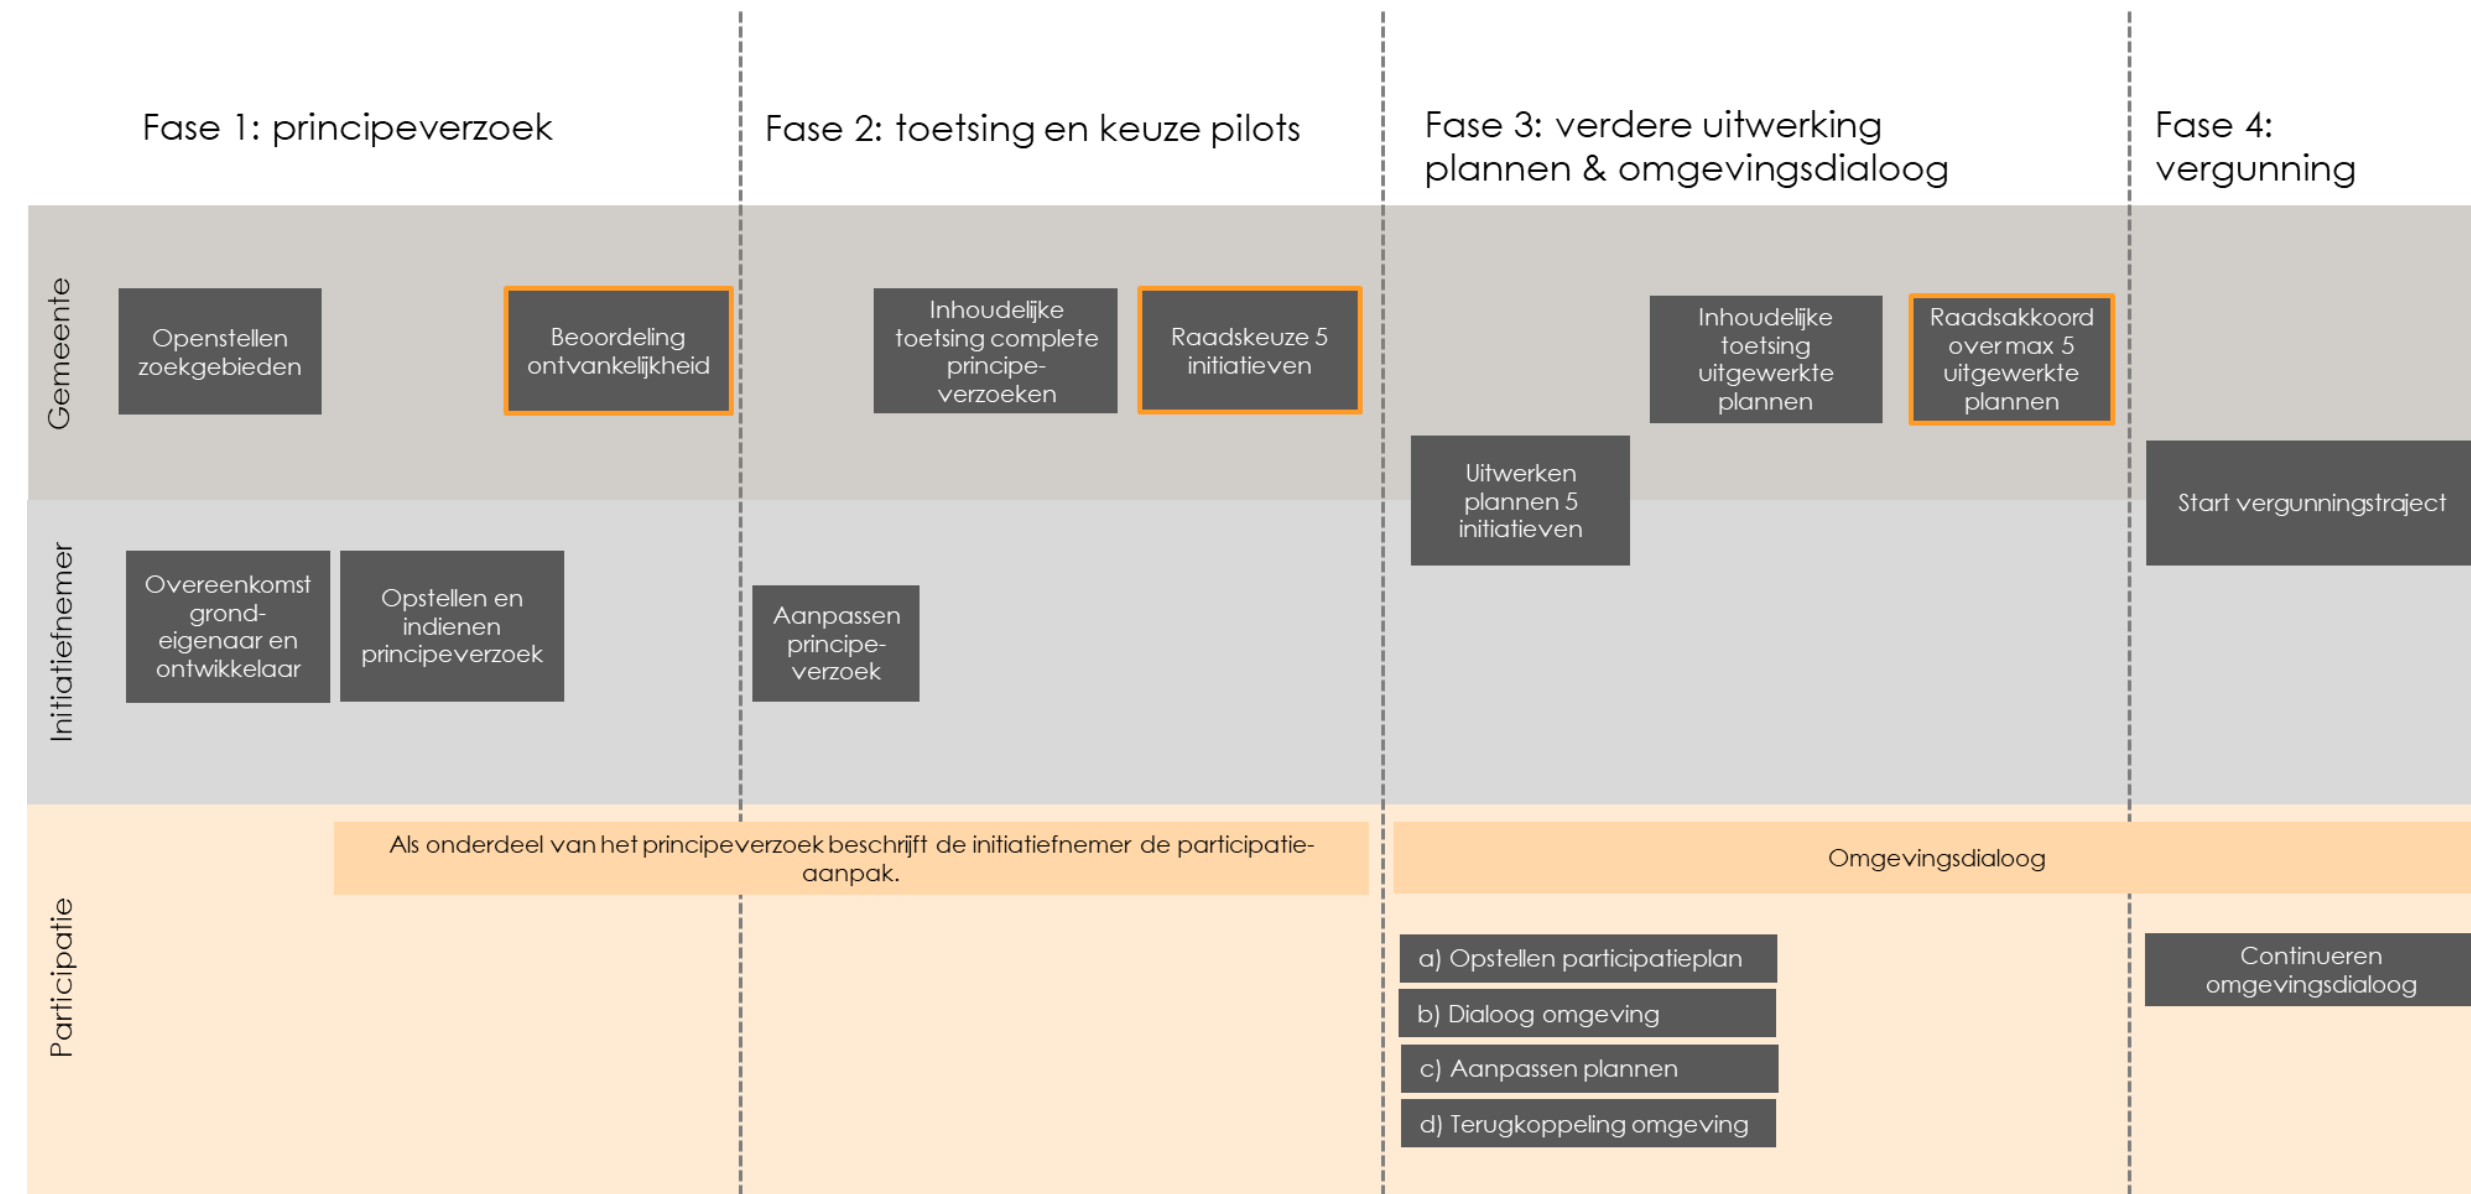 Fase 1: principeverzoek
Fase 2: toetsing en keuze pilots
Fase 3: verdere uitwerking
plannen & omgevingsdialoog
Fase 4:
vergunning
Gemeente
Openstellen
zoekgebieden
Beoordeling
ontvankelijkheid
Inhoudelijke
toetsing complete
principe-
verzoeken
Raadskeuze 5
initiatieven
Inhoudelijke
toetsing
uitgewerkte
plannen
Raadsakkoord
over max 5
uitgewerkte
plannen
Uitwerken
plannen 5
initiatieven
Start vergunningstraject
Initiatiefnemer
Overeenkomst
grond-
eigenaar en
ontwikkelaar
Opstellen en
indienen
principeverzoek
Aanpassen
principe-
verzoek
Participatie
Als onderdeel van het principeverzoek beschrijft de initiatiefnemer de participatie-
aanpak.
Omgevingsdialoog
a) Opstellen participatieplan
b) Dialoog omgeving
c) Aanpassen plannen
d) Terugkoppeling omgeving
Continueren
omgevingsdialoog